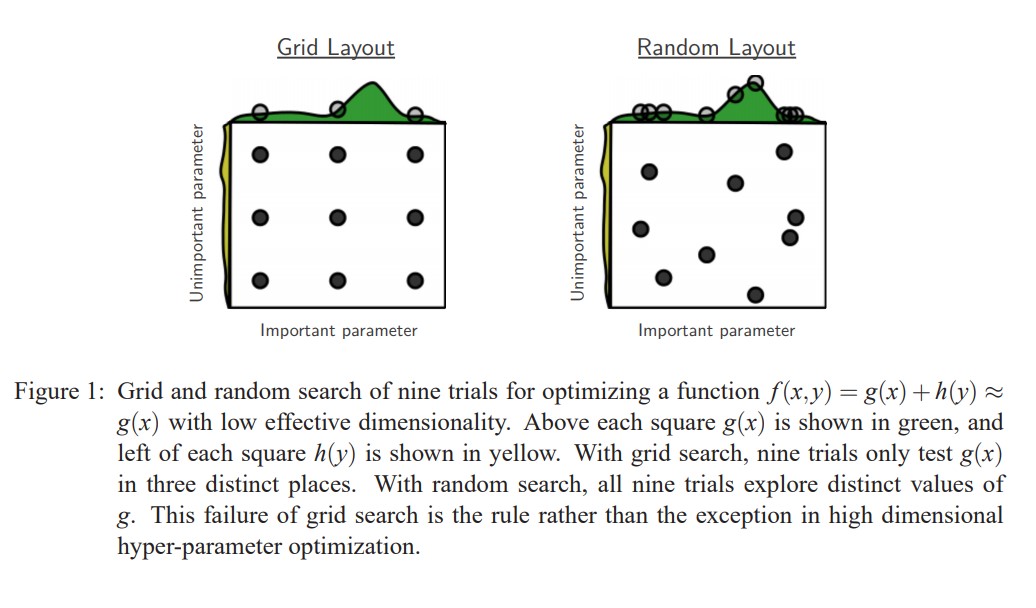 Grid Layout
Random Layout
Unimportant parameter
Important parameter
Unimportant parameter
Important parameter
Figure 1: Grid and random search of nine trials for optimizing a function f(x,y) = g(x) + h(y) ≈
g(x) with low effective dimensionality. Above each square g(x) is shown in green, and
left of each square h(y) is shown in yellow. With grid search, nine trials only test g(x)
in three distinct places. With random search, all nine trials explore distinct values of
g. This failure of grid search is the rule rather than the exception in high dimensional
hyper-parameter optimization.